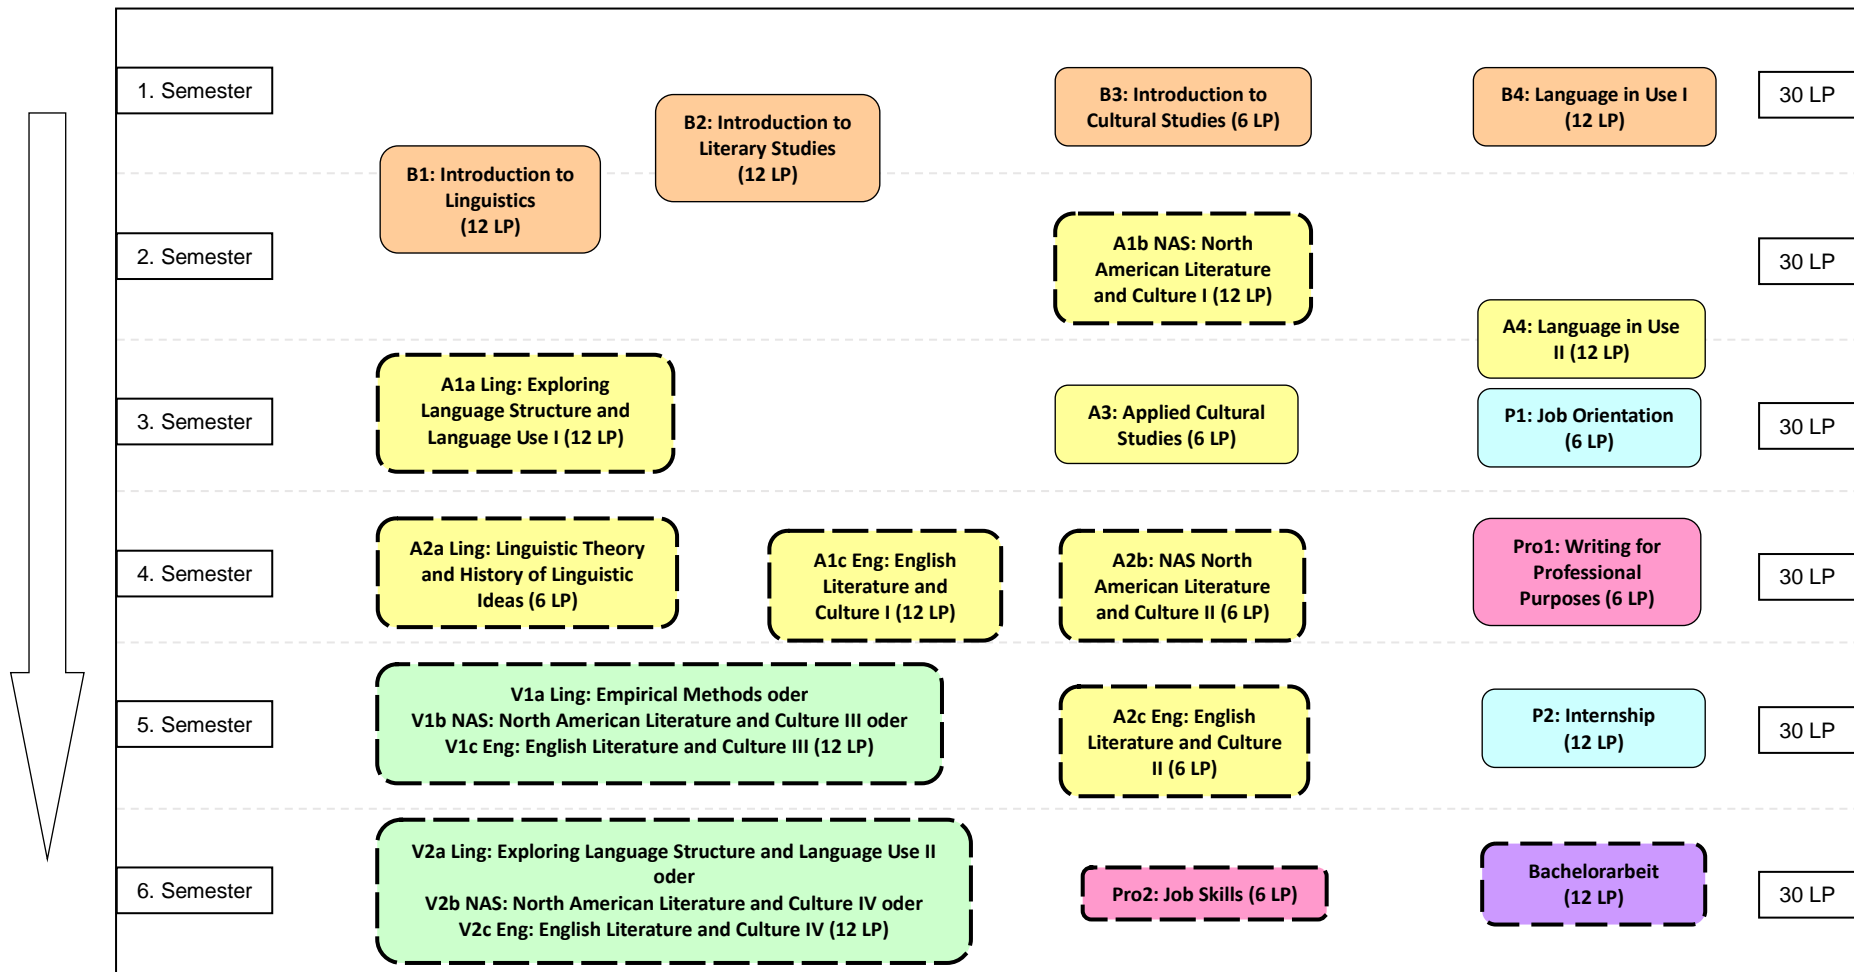 1. Semester
B1: Introduction to
Linguistics
(12 LP)
B2: Introduction to
Literary Studies
(12 LP)
B3: Introduction to
Cultural Studies (6 LP)
B4: Language in Use I
(12 LP)
30 LP
2. Semester
A1b NAS: North
American Literature
and Culture I (12 LP)
A4: Language in Use
II (12 LP)
30 LP
3. Semester
A1a Ling: Exploring
Language Structure and
Language Use I (12 LP)
A3: Applied Cultural
Studies (6 LP)
P1: Job Orientation
(6 LP)
30 LP
4. Semester
A2a Ling: Linguistic Theory
and History of Linguistic
Ideas (6 LP)
A1c Eng: English
Literature and
Culture I (12 LP)
A2b: NAS North
American Literature
and Culture II (6 LP)
Pro1: Writing for
Professional
Purposes (6 LP)
30 LP
5. Semester
V1a Ling: Empirical Methods oder
V1b NAS: North American Literature and Culture III oder
V1c Eng: English Literature and Culture III (12 LP)
A2c Eng: English
Literature and Culture
II (6 LP)
P2: Internship
(12 LP)
30 LP
6. Semester
V2a Ling: Exploring Language Structure and Language Use II
oder
V2b NAS: North American Literature and Culture IV oder
V2c Eng: English Literature and Culture IV (12 LP)
Pro2: Job Skills (6 LP)
Bachelorarbeit
(12 LP)
30 LP